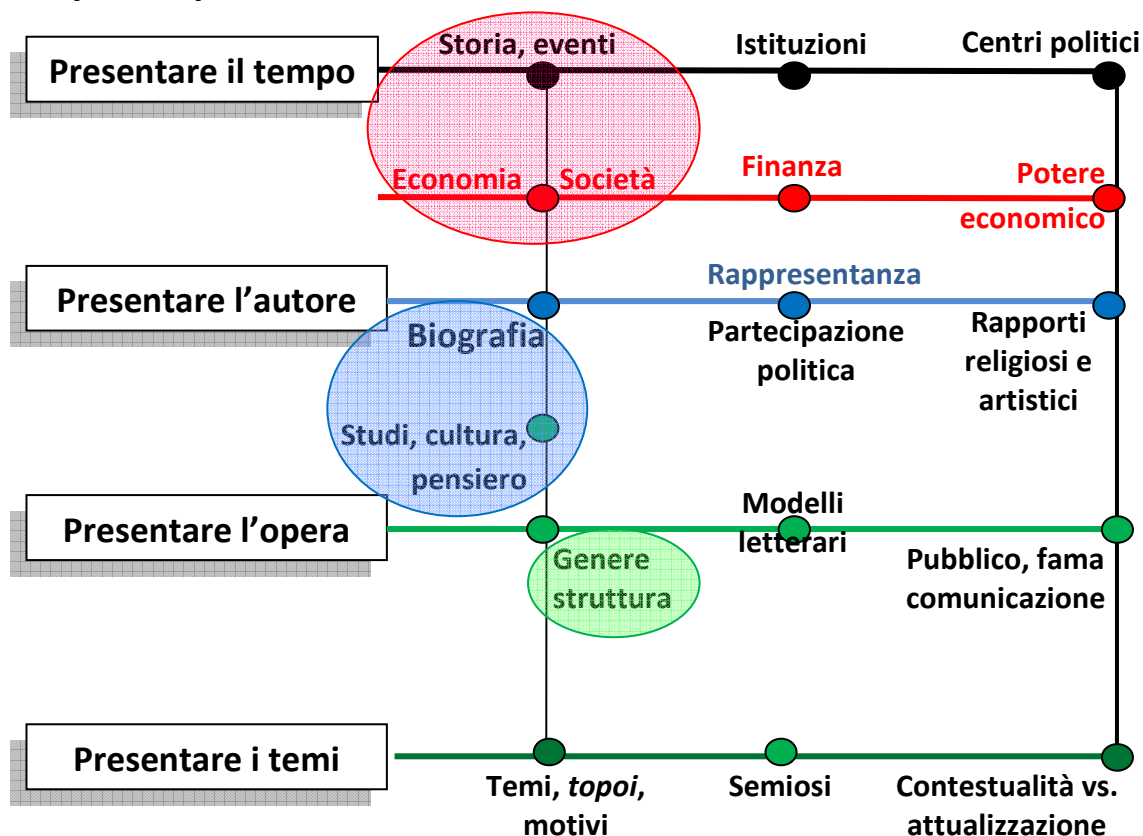 Storia, eventi
Istituzioni
Centri politici
Presentare il tempo
Economia
Società
Finanza
Potere
economico
Presentare l’autore
Rappresentanza
Biografia
Partecipazione
politica
Rapporti
religiosi e
artistici
Studi, cultura,
pensiero
Presentare l’opera
Modelli
letterari
Genere
struttura
Pubblico, fama
comunicazione
Presentare i temi
Temi, topoi,
motivi
Semiosi
Contestualità vs.
attualizzazione